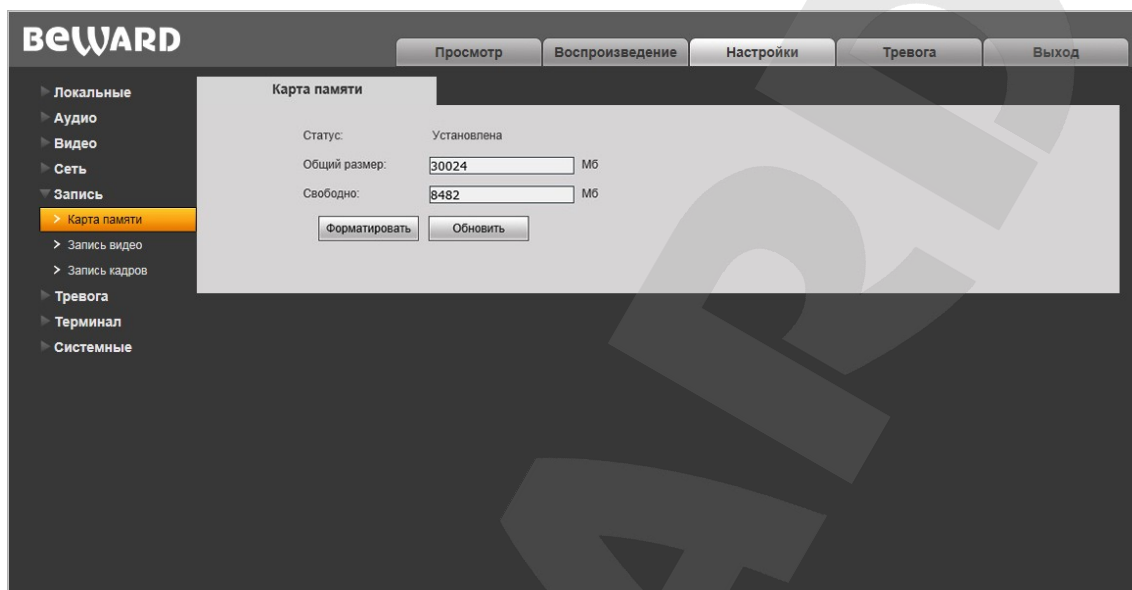 BEWARD
Просмотр
Воспроизведение
Настройки
Тревога
Выход
Локальные
Аудио
Видео
Сеть
Запись
> Карта памяти
> Запись видео
> Запись кадров
Тревога
Терминал
Системные
Карта памяти
Статус: Установлена
Общий размер: 30024 Мб
Свободно: 8482 Мб
Форматировать Обновить